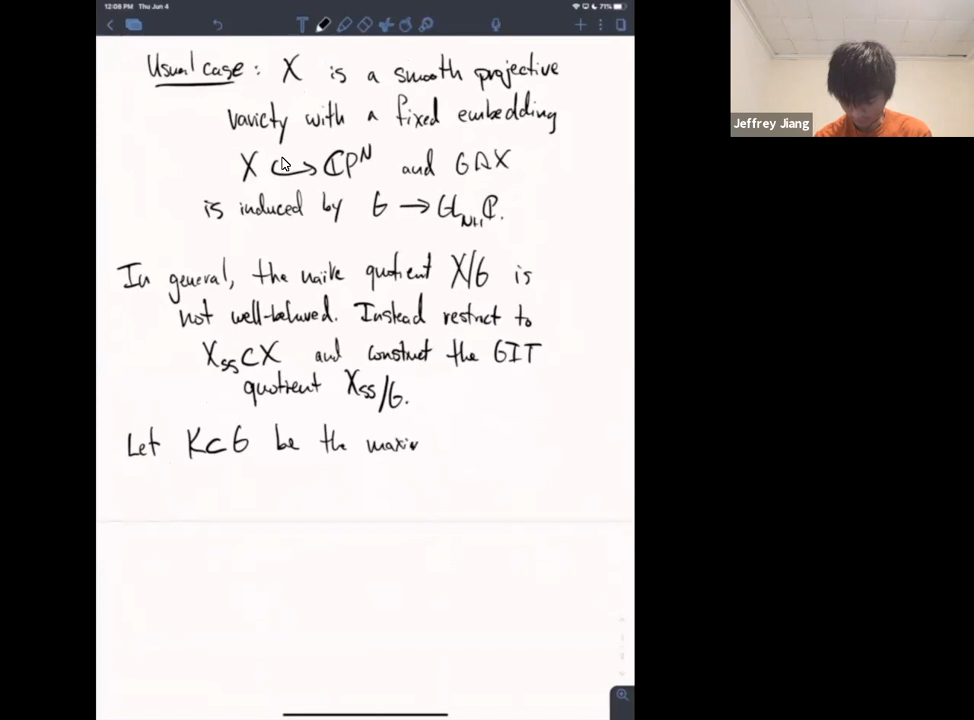 12:08 PM Thu Jun 4
71%
Usual case: X is a smooth projective
variety with a fixed embedding
X ↪ ℂP^N and G ↷ X
is induced by G → GL_{N+1}ℂ.
In general, the naive quotient X/G is
not well-behaved. Instead restrict to
X_ss ⊂ X and construct the GIT
quotient X_ss/G.
Let K ⊂ G be the maxim
Jeffrey Jiang